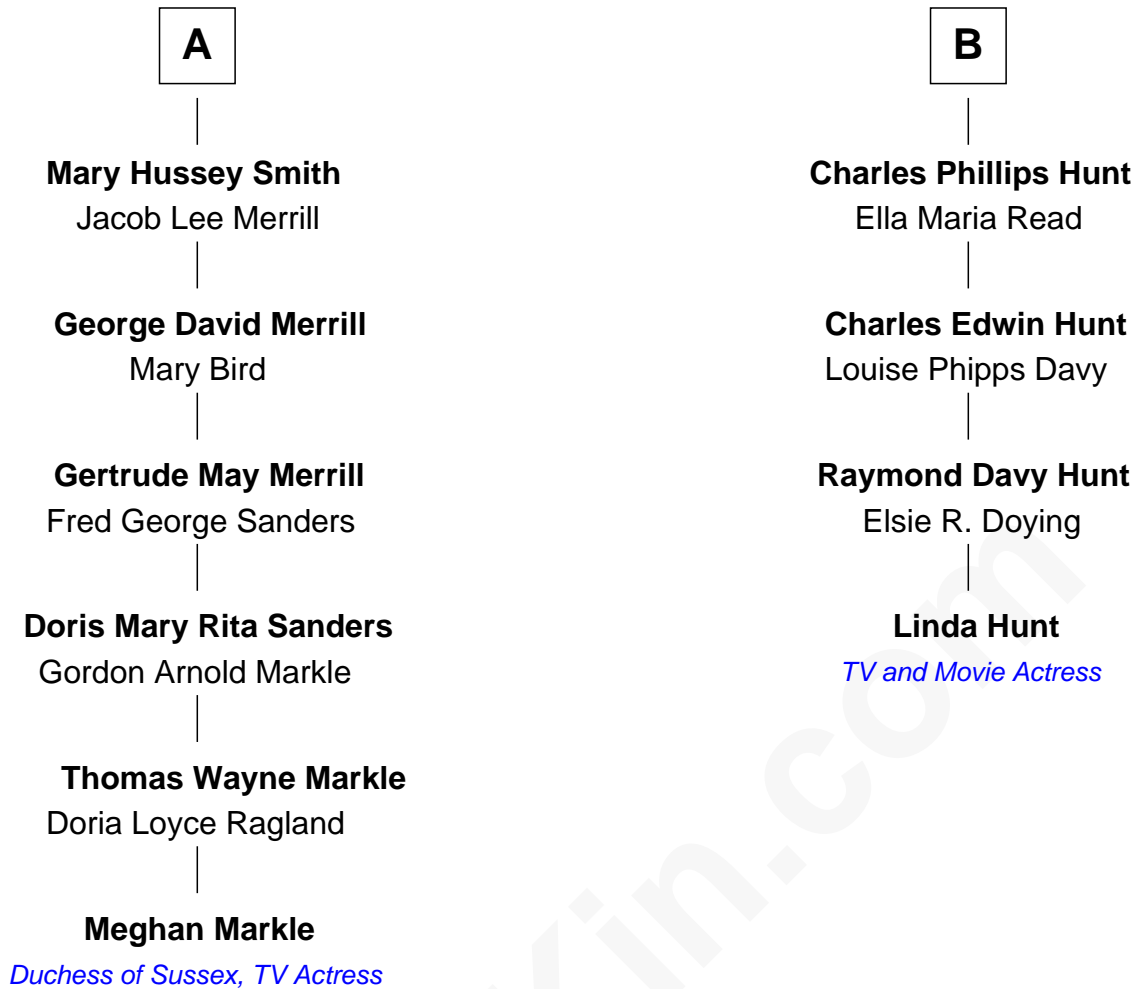 A
Mary Hussey Smith
Jacob Lee Merrill
George David Merrill
Mary Bird
Gertrude May Merrill
Fred George Sanders
Doris Mary Rita Sanders
Gordon Arnold Markle
Thomas Wayne Markle
Doria Loyce Ragland
Meghan Markle
Duchess of Sussex, TV Actress
B
Charles Phillips Hunt
Ella Maria Read
Charles Edwin Hunt
Louise Phipps Davy
Raymond Davy Hunt
Elsie R. Doying
Linda Hunt
TV and Movie Actress